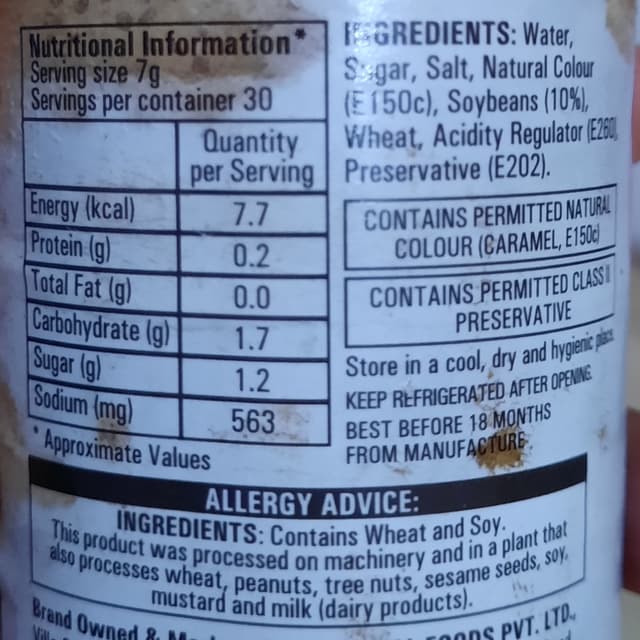 Nutritional Information*
Serving size 7g
Servings per container 30
Quantity
per Serving
Energy (kcal) 7.7
Protein (g) 0.2
Total Fat (g) 0.0
Carbohydrate (g) 1.7
Sugar (g) 1.2
Sodium (mg) 563
* Approximate Values
INGREDIENTS: Water,
Sugar, Salt, Natural Colour
(E150c), Soybeans (10%),
Wheat, Acidity Regulator (E260),
Preservative (E202).
CONTAINS PERMITTED NATURAL
COLOUR (CARAMEL, E150c)
CONTAINS PERMITTED CLASS II
PRESERVATIVE
Store in a cool, dry and hygienic place.
KEEP REFRIGERATED AFTER OPENING.
BEST BEFORE 18 MONTHS
FROM MANUFACTURE
ALLERGY ADVICE:
INGREDIENTS: Contains Wheat and Soy.
This product was processed on machinery and in a plant that
also processes wheat, peanuts, tree nuts, sesame seeds, soy,
mustard and milk (dairy products).
Brand Owned & PVT. LTD.,